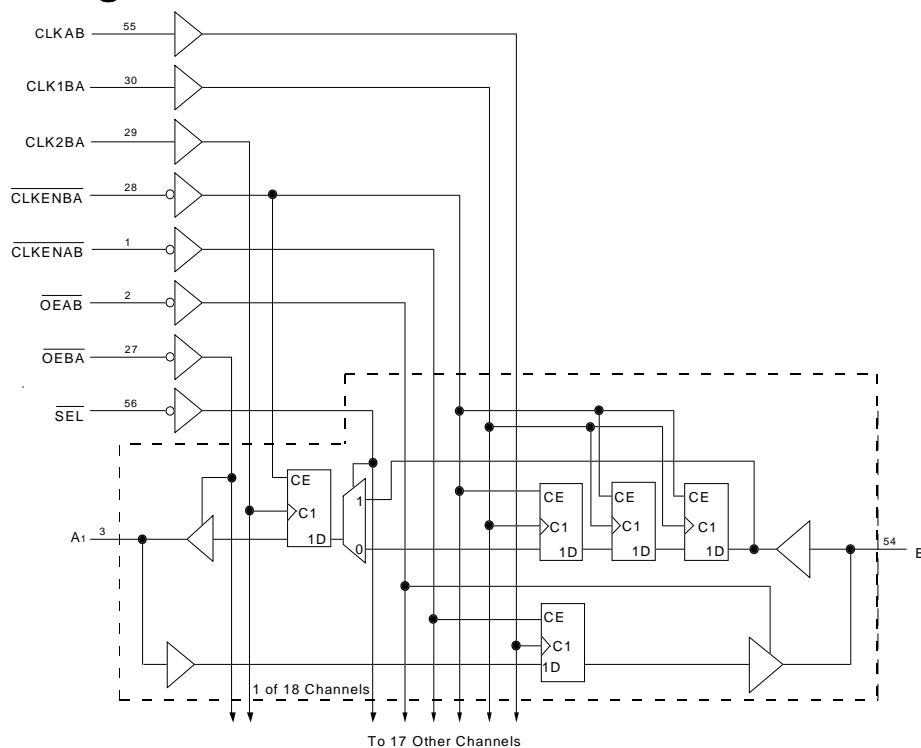 CLKAB 55
CLK1BA 30
CLK2BA 29
CLKENBA 28
CLKENAB 1
OEAB 2
OEBA 27
SEL 56
CE
C1
1D
1
0
CE
C1
1D
CE
C1
1D
CE
C1
1D
A1 3
54
CE
C1
1D
1 of 18 Channels
To 17 Other Channels